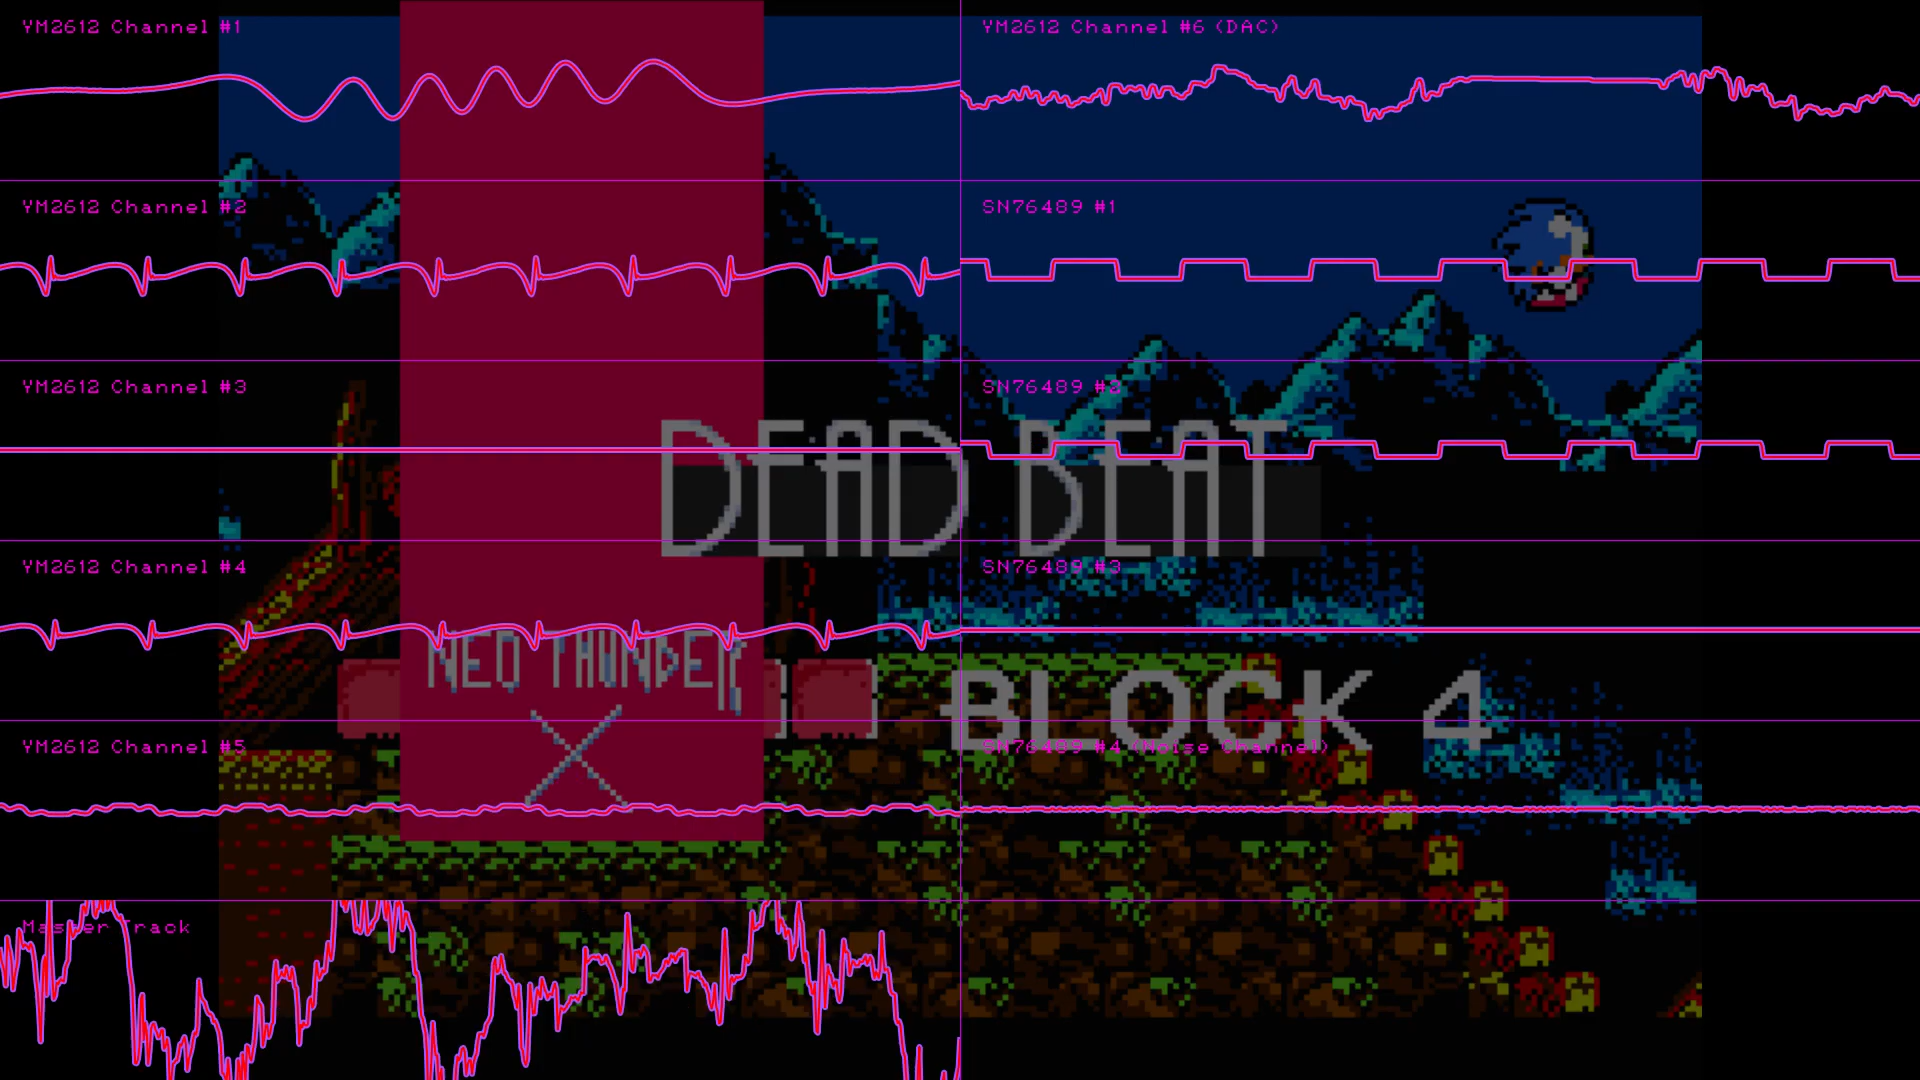 YM2612 Channel #1
YM2612 Channel #6 (DAC)
YM2612 Channel #2
SN76489 #1
YM2612 Channel #3
SN76489 #2
DEAD BEAT
YM2612 Channel #4
SN76489 #3
NEO THUNDER
X
BLOCK 4
YM2612 Channel #5
SN76489 #4 (Noise Channel)
Master Track